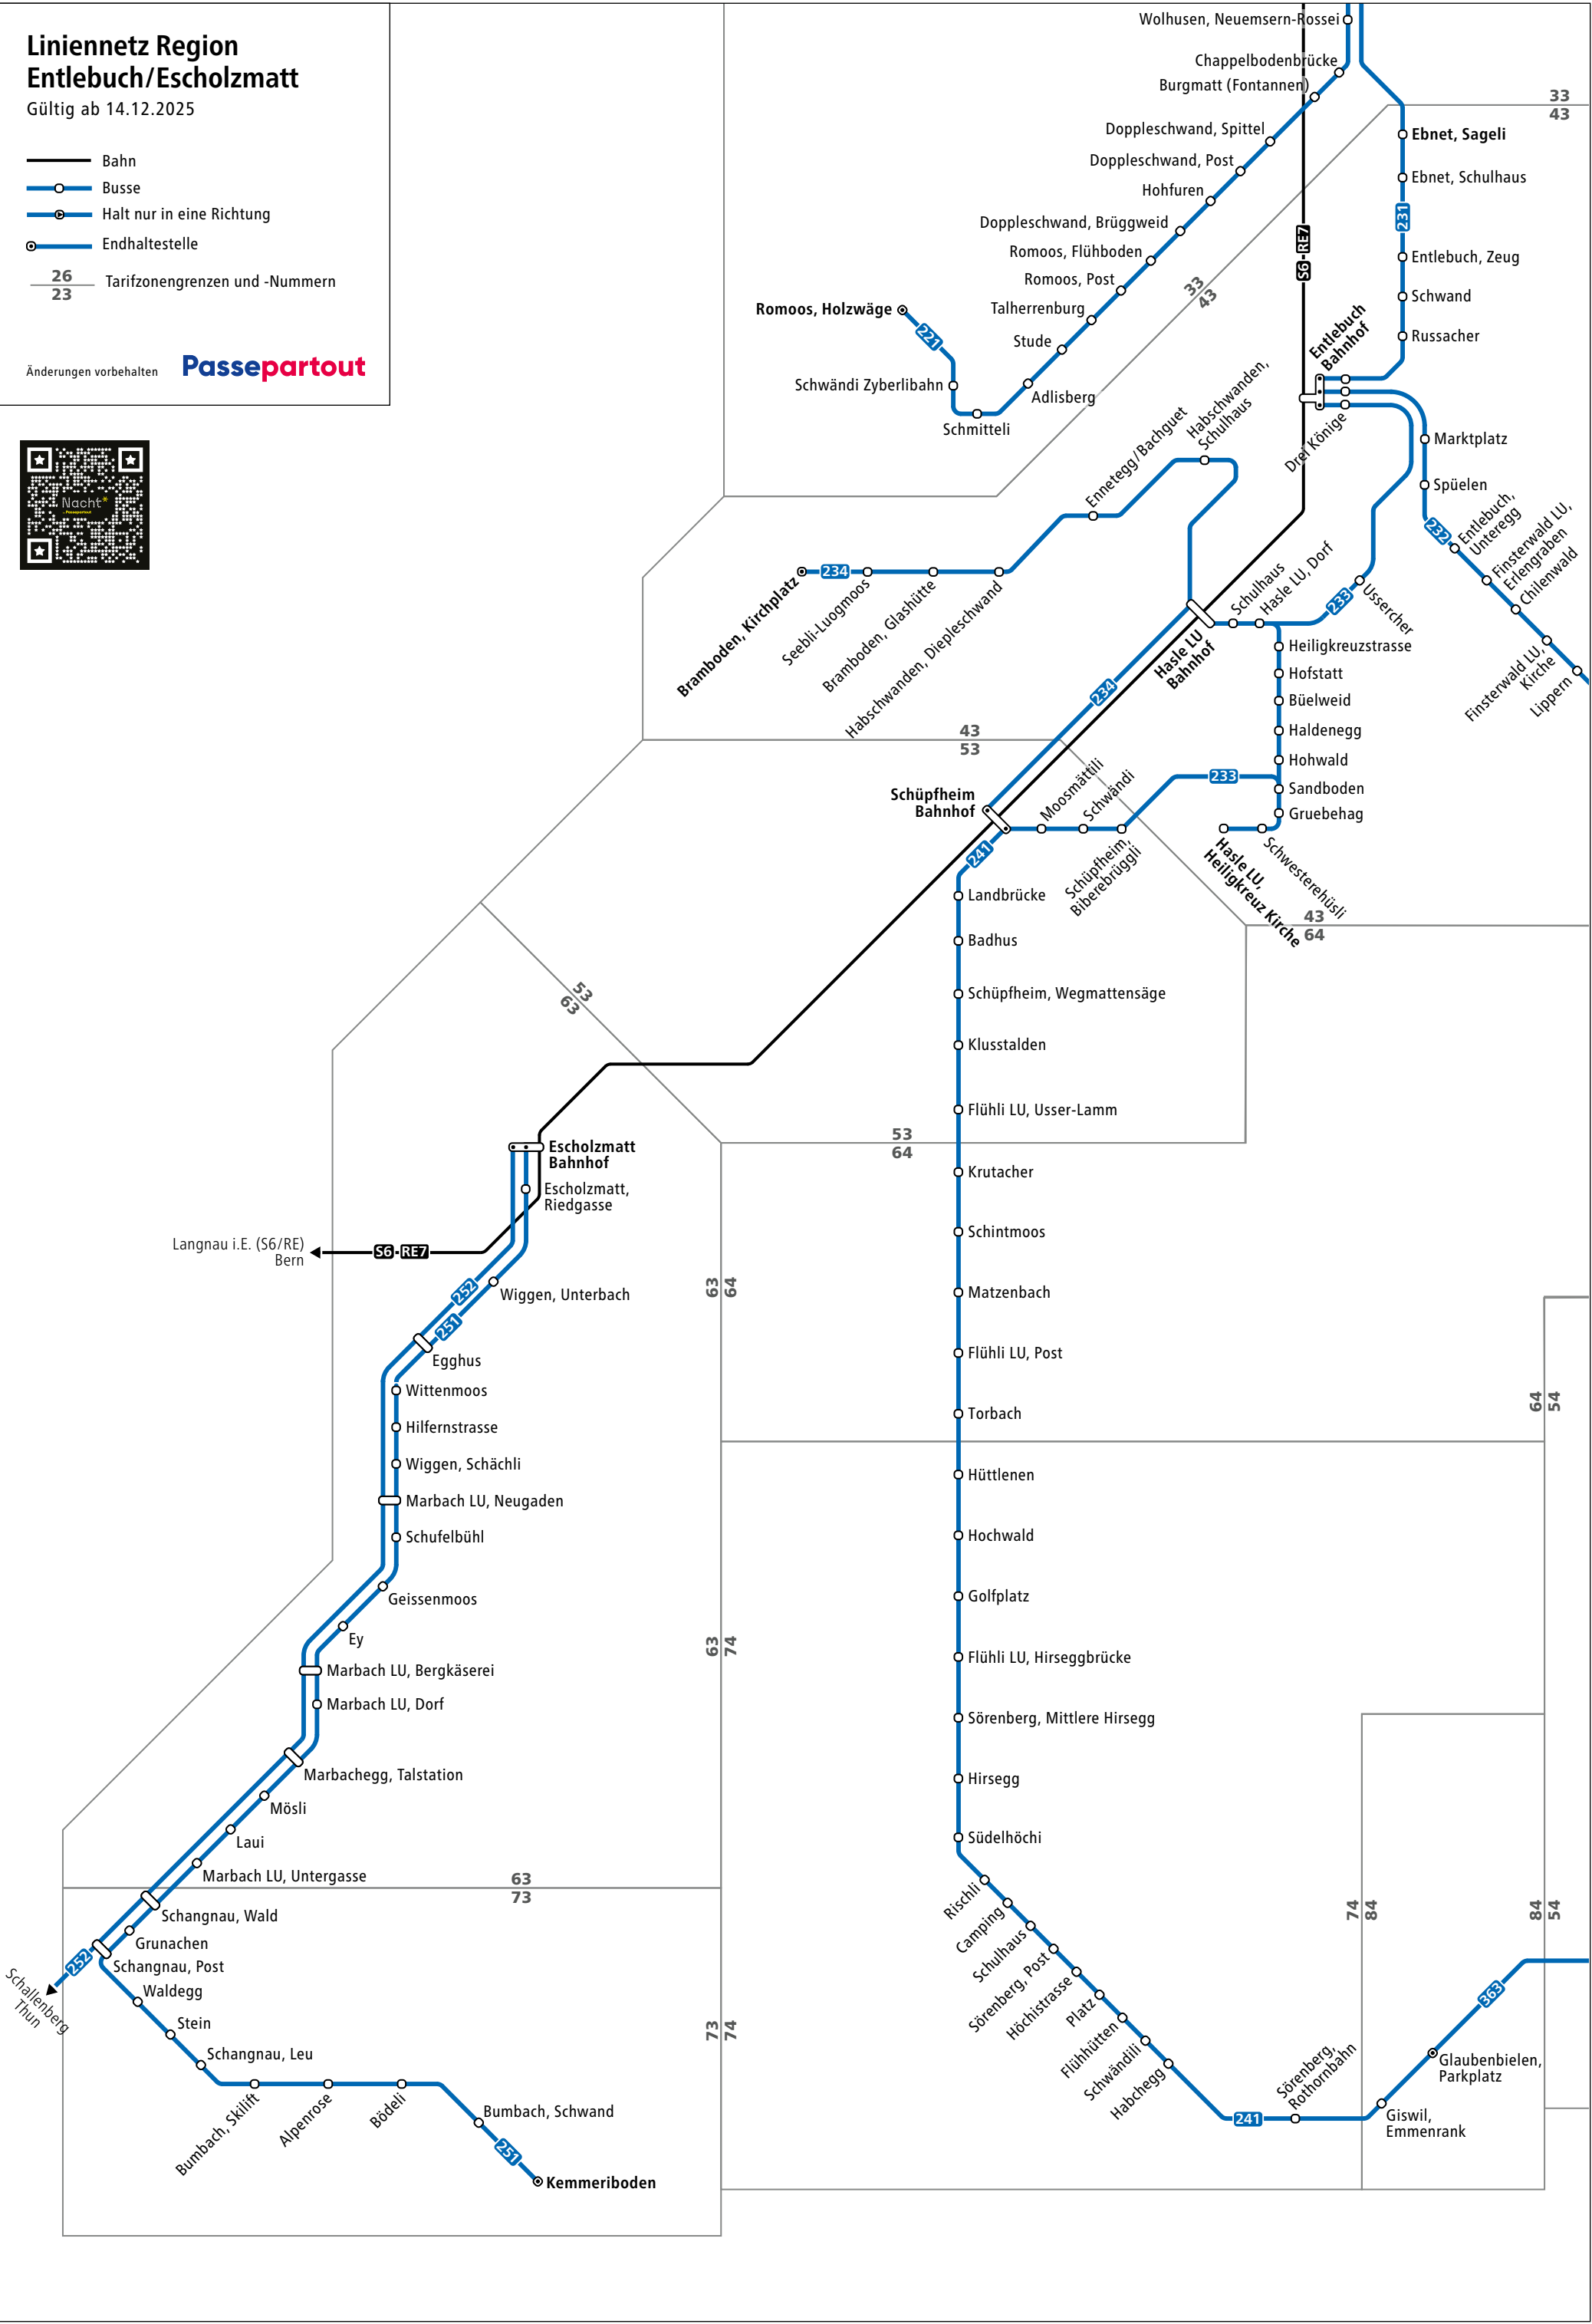 Liniennetz Region
Entlebuch/Escholzmatt
Gültig ab 14.12.2025
Bahn
Busse
Halt nur in eine Richtung
Endhaltestelle
26
23
Tarifzonengrenzen und -Nummern
Änderungen vorbehalten
Passepartout
Nacht*
Wolhusen, Neuemsern-Rossei
Chappelbodenbrücke
Burgmatt (Fontannen)
Doppleschwand, Spittel
Doppleschwand, Post
Hohfuren
Doppleschwand, Brüggweid
Romoos, Flühboden
Romoos, Post
Talherrenburg
Stude
Adlisberg
Schmitteli
Schwändi Zyberlibahn
221
Romoos, Holzwäge
33
43
33
43
S6-RE7
Ebnet, Sageli
Ebnet, Schulhaus
231
Entlebuch, Zeug
Schwand
Russacher
Entlebuch
Bahnhof
Drei Könige
Marktplatz
Spüelen
232
Entlebuch,
Unteregg
Finsterwald LU,
Erlengraben
Chilenwald
Finsterwald LU,
Kirche
Lippern
Habschwanden,
Schulhaus
Ennetegg/Bachguet
Habschwanden, Diepleschwand
Bramboden, Glashütte
Seebli-Luogmoos
234
Bramboden, Kirchplatz
Hasle LU
Bahnhof
Schulhaus
Hasle LU, Dorf
233
Ussercher
Heiligkreuzstrasse
Hofstatt
Büelweid
Haldenegg
Hohwald
Sandboden
Gruebehag
Schwesterehüsli
Hasle LU,
Heiligkreuz Kirche
234
43
53
233
Schüpfheim
Bahnhof
Moosmättili
Schwändi
Schüpfheim,
Biberebrüggli
43
64
241
Landbrücke
Badhus
Schüpfheim, Wegmattensäge
Klusstalden
Flühli LU, Usser-Lamm
53
64
53
63
Krutacher
Schintmoos
Matzenbach
Flühli LU, Post
Torbach
Hüttlenen
Hochwald
Golfplatz
Flühli LU, Hirseggbrücke
Sörenberg, Mittlere Hirsegg
Hirsegg
Südelhöchi
Rischli
Camping
Schulhaus
Sörenberg, Post
Höchistrasse
Platz
Flühhütten
Schwändili
Habchegg
241
Sörenberg,
Rothornbahn
Giswil,
Emmenrank
Glaubenbielen,
Parkplatz
363
63
64
64
54
63
74
74
84
84
54
73
74
Escholzmatt
Bahnhof
Escholzmatt,
Riedgasse
Langnau i.E. (S6/RE)
Bern
S6-RE7
252
251
Wiggen, Unterbach
Egghus
Wittenmoos
Hilfernstrasse
Wiggen, Schächli
Marbach LU, Neugaden
Schufelbühl
Geissenmoos
Ey
Marbach LU, Bergkäserei
Marbach LU, Dorf
Marbachegg, Talstation
Mösli
Laui
Marbach LU, Untergasse
63
73
Schangnau, Wald
Grunachen
Schangnau, Post
252
Schallenberg
Thun
Waldegg
Stein
Schangnau, Leu
Bumbach, Skilift
Alpenrose
Bödeli
Bumbach, Schwand
251
Kemmeriboden